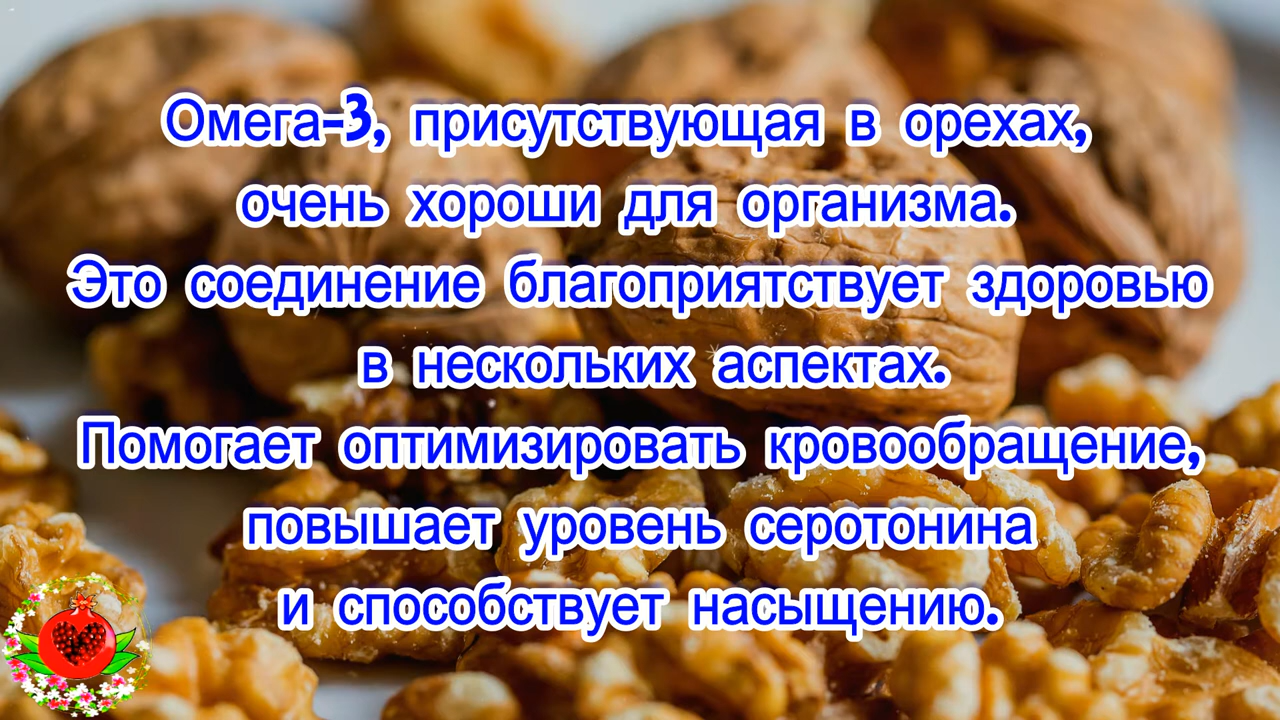 Омега-3, присутствующая в орехах,
очень хороши для организма.
Это соединение благоприятствует здоровью
в нескольких аспектах.
Помогает оптимизировать кровообращение,
повышает уровень серотонина
и способствует насыщению.